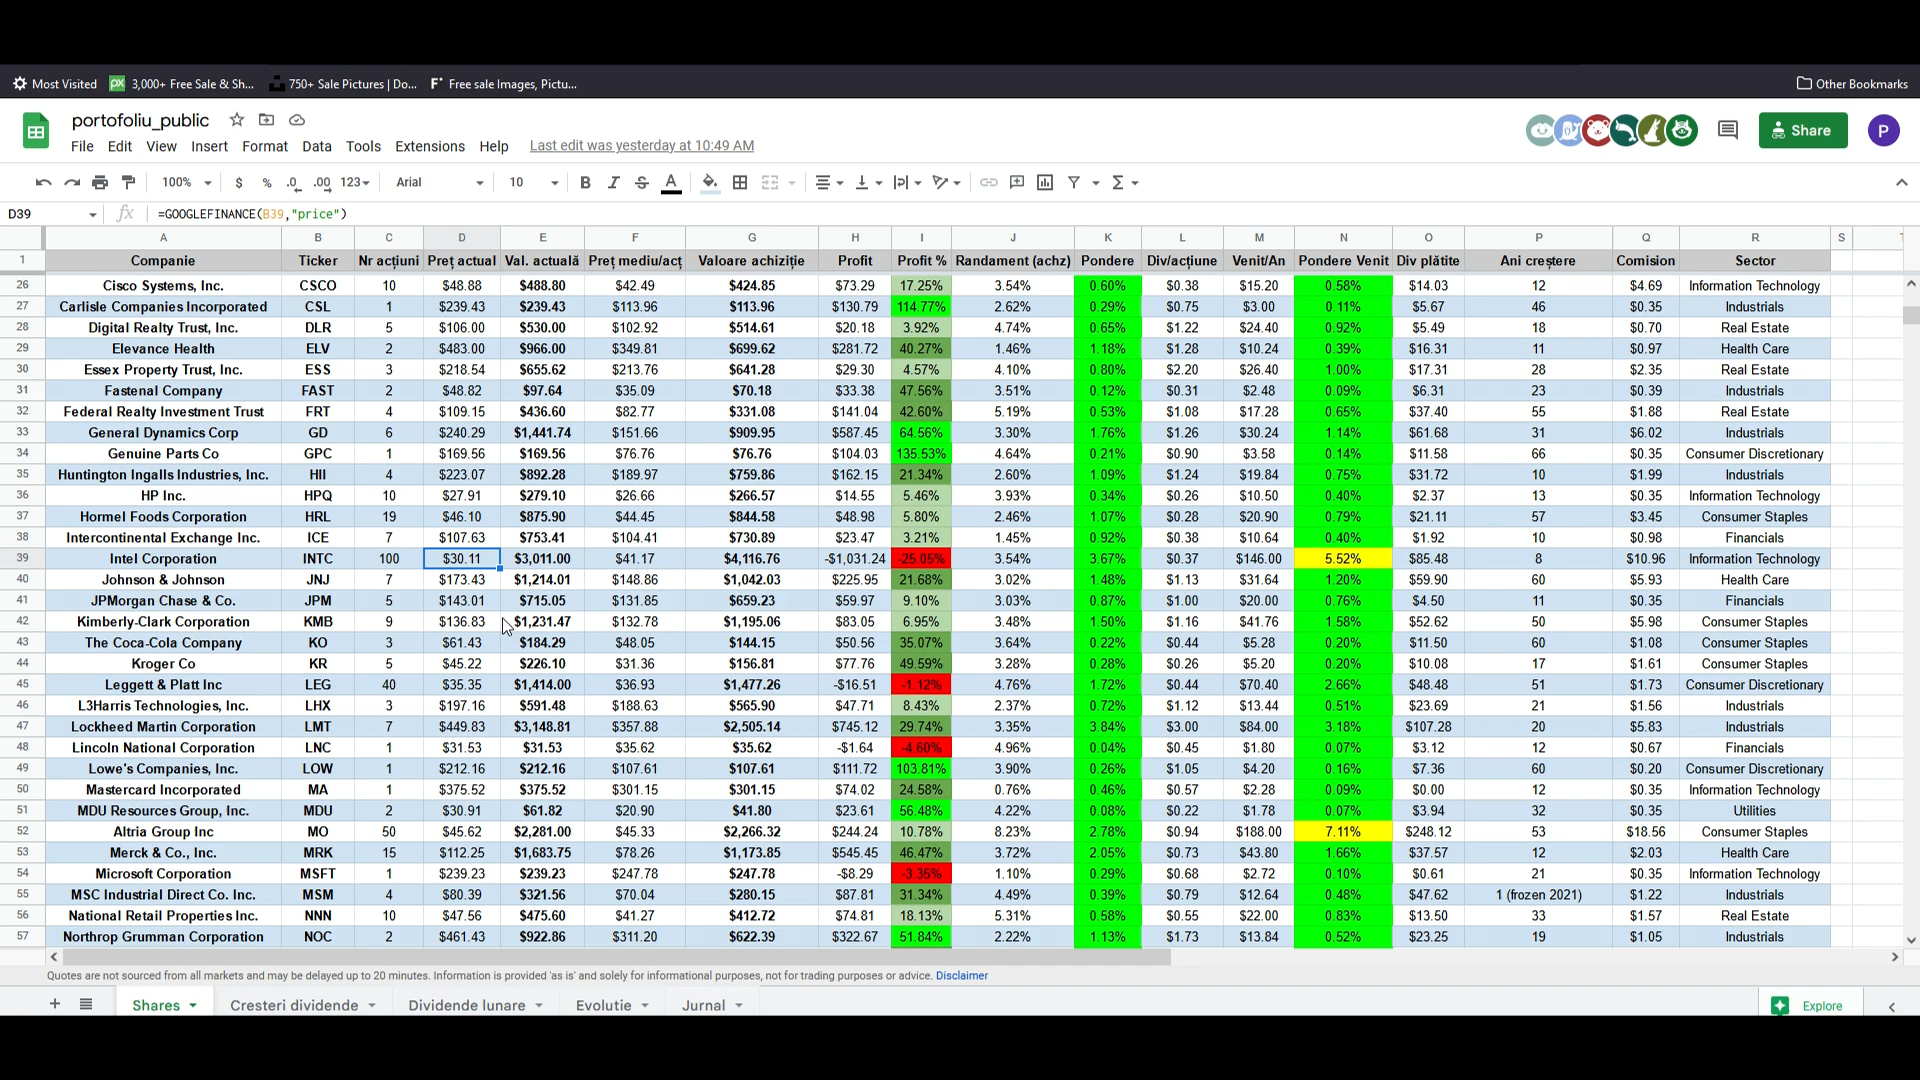 Most Visited 3,000+ Free Sale & Sh... 750+ Sale Pictures | Do... Free sale Images, Pictu... Other Bookmarks
portofoliu_public
Share P
File Edit View Insert Format Data Tools Extensions Help Last edit was yesterday at 10:49 AM
100% $ % .0 .00 123 Arial 10 B I S A
D39 fx =GOOGLEFINANCE(B39,"price")
A B C D E F G H I J K L M N O P Q R S
1 Companie Ticker Nr acțiuni Preț actual Val. actuală Preț mediu/acț Valoare achiziție Profit Profit % Randament (achz) Pondere Div/acțiune Venit/An Pondere Venit Div plătite Ani creștere Comision Sector
26 Cisco Systems, Inc. CSCO 10 $48.88 $488.80 $42.49 $424.85 $73.29 17.25% 3.54% 0.60% $0.38 $15.20 0.58% $14.03 12 $4.69 Information Technology
27 Carlisle Companies Incorporated CSL 1 $239.43 $239.43 $113.96 $113.96 $130.79 114.77% 2.62% 0.29% $0.75 $3.00 0.11% $5.67 46 $0.35 Industrials
28 Digital Realty Trust, Inc. DLR 5 $106.00 $530.00 $102.92 $514.61 $20.18 3.92% 4.74% 0.65% $1.22 $24.40 0.92% $5.49 18 $0.70 Real Estate
29 Elevance Health ELV 2 $483.00 $966.00 $349.81 $699.62 $281.72 40.27% 1.46% 1.18% $1.28 $10.24 0.39% $16.31 11 $0.97 Health Care
30 Essex Property Trust, Inc. ESS 3 $218.54 $655.62 $213.76 $641.28 $29.30 4.57% 4.10% 0.80% $2.20 $26.40 1.00% $17.31 28 $2.35 Real Estate
31 Fastenal Company FAST 2 $48.82 $97.64 $35.09 $70.18 $33.38 47.56% 3.51% 0.12% $0.31 $2.48 0.09% $6.31 23 $0.39 Industrials
32 Federal Realty Investment Trust FRT 4 $109.15 $436.60 $82.77 $331.08 $141.04 42.60% 5.19% 0.53% $1.08 $17.28 0.65% $37.40 55 $1.88 Real Estate
33 General Dynamics Corp GD 6 $240.29 $1,441.74 $151.66 $909.95 $587.45 64.56% 3.30% 1.76% $1.26 $30.24 1.14% $61.68 31 $6.02 Industrials
34 Genuine Parts Co GPC 1 $169.56 $169.56 $76.76 $76.76 $104.03 135.53% 4.64% 0.21% $0.90 $3.58 0.14% $11.58 66 $0.35 Consumer Discretionary
35 Huntington Ingalls Industries, Inc. HII 4 $223.07 $892.28 $189.97 $759.86 $162.15 21.34% 2.60% 1.09% $1.24 $19.84 0.75% $31.72 10 $1.99 Industrials
36 HP Inc. HPQ 10 $27.91 $279.10 $26.66 $266.57 $14.55 5.46% 3.93% 0.34% $0.26 $10.50 0.40% $2.37 13 $0.35 Information Technology
37 Hormel Foods Corporation HRL 19 $46.10 $875.90 $44.45 $844.58 $48.98 5.80% 2.46% 1.07% $0.28 $20.90 0.79% $21.11 57 $3.45 Consumer Staples
38 Intercontinental Exchange Inc. ICE 7 $107.63 $753.41 $104.41 $730.89 $23.47 3.21% 1.45% 0.92% $0.38 $10.64 0.40% $1.92 10 $0.98 Financials
39 Intel Corporation INTC 100 $30.11 $3,011.00 $41.17 $4,116.76 -$1,031.24 -25.05% 3.54% 3.67% $0.37 $146.00 5.52% $85.48 8 $10.96 Information Technology
40 Johnson & Johnson JNJ 7 $173.43 $1,214.01 $148.86 $1,042.03 $225.95 21.68% 3.02% 1.48% $1.13 $31.64 1.20% $59.90 60 $5.93 Health Care
41 JPMorgan Chase & Co. JPM 5 $143.01 $715.05 $131.85 $659.23 $59.97 9.10% 3.03% 0.87% $1.00 $20.00 0.76% $4.50 11 $0.35 Financials
42 Kimberly-Clark Corporation KMB 9 $136.83 $1,231.47 $132.78 $1,195.06 $83.05 6.95% 3.48% 1.50% $1.16 $41.76 1.58% $52.62 50 $5.98 Consumer Staples
43 The Coca-Cola Company KO 3 $61.43 $184.29 $48.05 $144.15 $50.56 35.07% 3.64% 0.22% $0.44 $5.28 0.20% $11.50 60 $1.08 Consumer Staples
44 Kroger Co KR 5 $45.22 $226.10 $31.36 $156.81 $77.76 49.59% 3.28% 0.28% $0.26 $5.20 0.20% $10.08 17 $1.61 Consumer Staples
45 Leggett & Platt Inc LEG 40 $35.35 $1,414.00 $36.93 $1,477.26 -$16.51 -1.12% 4.76% 1.72% $0.44 $70.40 2.66% $48.48 51 $1.73 Consumer Discretionary
46 L3Harris Technologies, Inc. LHX 3 $197.16 $591.48 $188.63 $565.90 $47.71 8.43% 2.37% 0.72% $1.12 $13.44 0.51% $23.69 21 $1.56 Industrials
47 Lockheed Martin Corporation LMT 7 $449.83 $3,148.81 $357.88 $2,505.14 $745.12 29.74% 3.35% 3.84% $3.00 $84.00 3.18% $107.28 20 $5.83 Industrials
48 Lincoln National Corporation LNC 1 $31.53 $31.53 $35.62 $35.62 -$1.64 -4.60% 4.96% 0.04% $0.45 $1.80 0.07% $3.12 12 $0.67 Financials
49 Lowe's Companies, Inc. LOW 1 $212.16 $212.16 $107.61 $107.61 $111.72 103.81% 3.90% 0.26% $1.05 $4.20 0.16% $7.36 60 $0.20 Consumer Discretionary
50 Mastercard Incorporated MA 1 $375.52 $375.52 $301.15 $301.15 $74.02 24.58% 0.76% 0.46% $0.57 $2.28 0.09% $0.00 12 $0.35 Information Technology
51 MDU Resources Group, Inc. MDU 2 $30.91 $61.82 $20.90 $41.80 $23.61 56.48% 4.22% 0.08% $0.22 $1.78 0.07% $3.94 32 $0.35 Utilities
52 Altria Group Inc MO 50 $45.62 $2,281.00 $45.33 $2,266.32 $244.24 10.78% 8.23% 2.78% $0.94 $188.00 7.11% $248.12 53 $18.56 Consumer Staples
53 Merck & Co., Inc. MRK 15 $112.25 $1,683.75 $78.26 $1,173.85 $545.45 46.47% 3.72% 2.05% $0.73 $43.80 1.66% $37.57 12 $2.03 Health Care
54 Microsoft Corporation MSFT 1 $239.23 $239.23 $247.78 $247.78 -$8.29 -3.35% 1.10% 0.29% $0.68 $2.72 0.10% $0.61 21 $0.35 Information Technology
55 MSC Industrial Direct Co. Inc. MSM 4 $80.39 $321.56 $70.04 $280.15 $87.81 31.34% 4.49% 0.39% $0.79 $12.64 0.48% $47.62 1 (frozen 2021) $1.22 Industrials
56 National Retail Properties Inc. NNN 10 $47.56 $475.60 $41.27 $412.72 $74.81 18.13% 5.31% 0.58% $0.55 $22.00 0.83% $13.50 33 $1.57 Real Estate
57 Northrop Grumman Corporation NOC 2 $461.43 $922.86 $311.20 $622.39 $322.67 51.84% 2.22% 1.13% $1.73 $13.84 0.52% $23.25 19 $1.05 Industrials
Quotes are not sourced from all markets and may be delayed up to 20 minutes. Information is provided 'as is' and solely for informational purposes, not for trading purposes or advice. Disclaimer
Shares Cresteri dividende Dividende lunare Evolutie Jurnal Explore